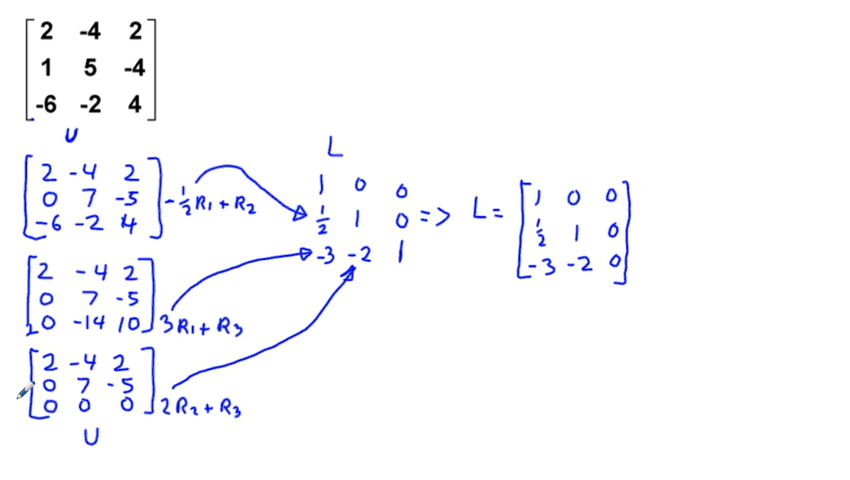 2 -4 2
1 5 -4
-6 -2 4
U
2 -4 2
0 7 -5
-6 -2 4
-1/2 R1 + R2
2 -4 2
0 7 -5
0 -14 10
3R1 + R3
2 -4 2
0 7 -5
0 0 0
2R2 + R3
U
L
1 0 0
1/2 1 0
-3 -2 1
=> L =
1 0 0
1/2 1 0
-3 -2 0